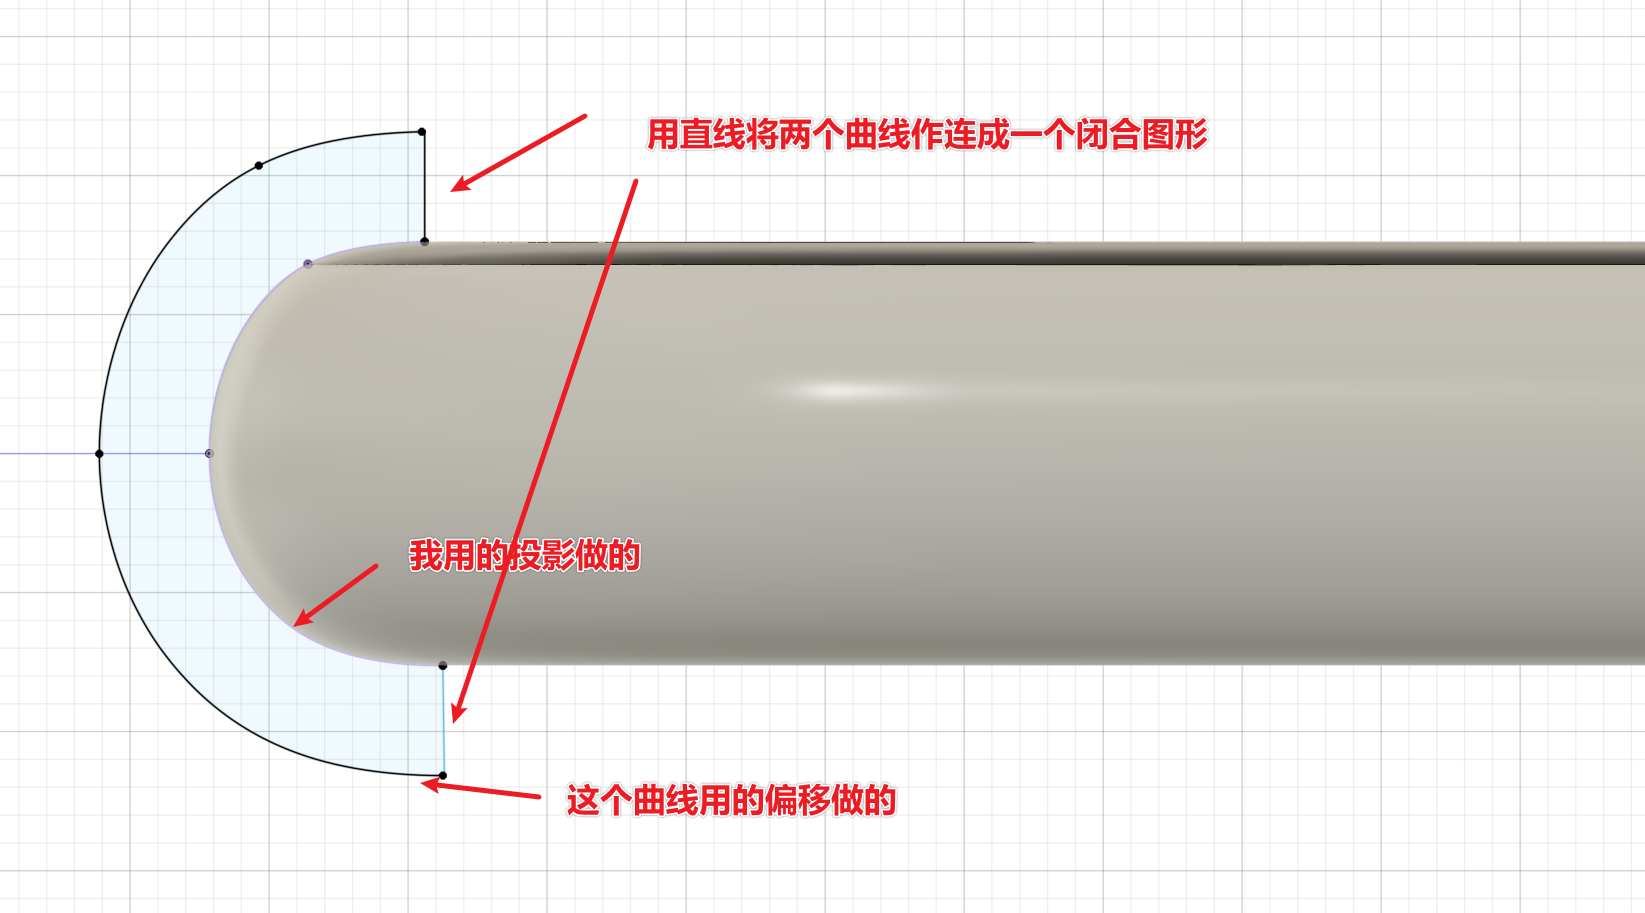 用直线将两个曲线作连成一个闭合图形
我用的投影做的
这个曲线用的偏移做的